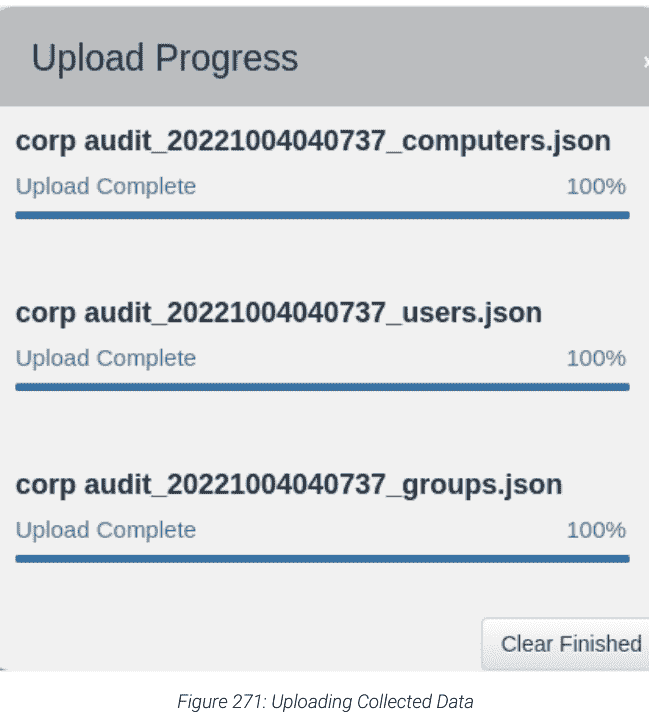 Upload Progress
corp audit_20221004040737_computers.json
Upload Complete 100%
corp audit_20221004040737_users.json
Upload Complete 100%
corp audit_20221004040737_groups.json
Upload Complete 100%
Clear Finished
Figure 271: Uploading Collected Data